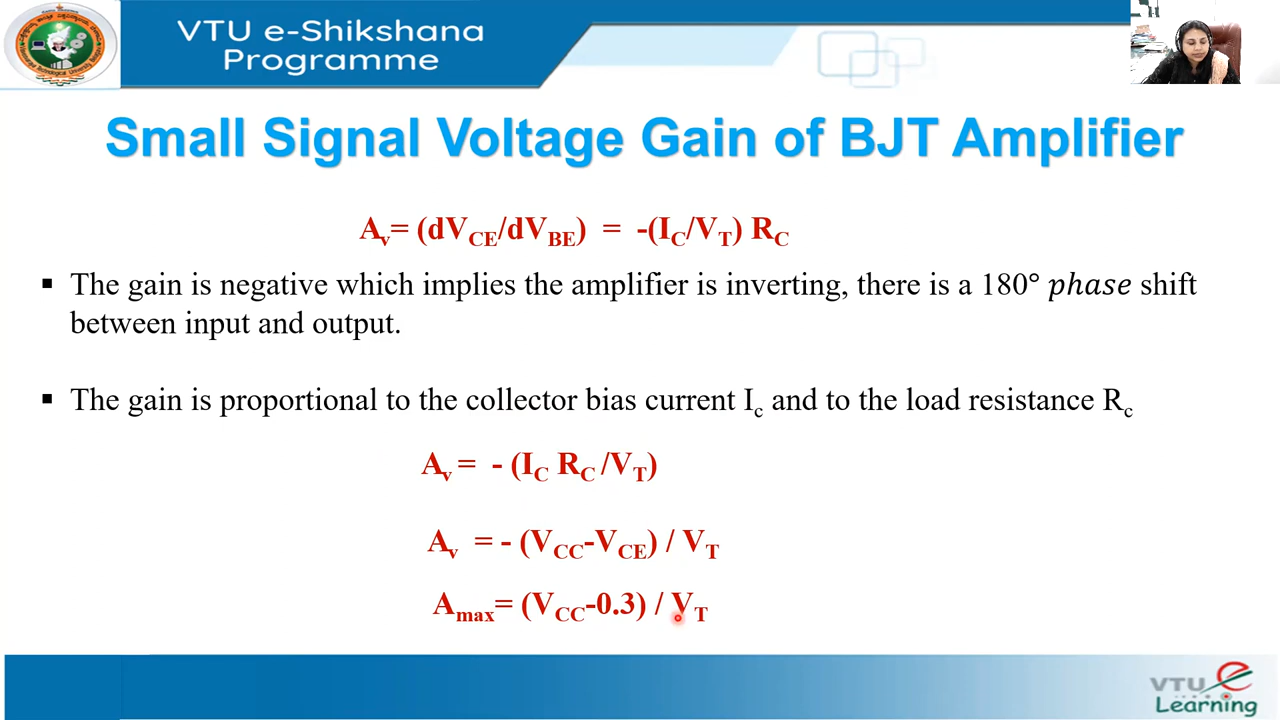 VTU e-Shikshana
Programme
Small Signal Voltage Gain of BJT Amplifier
Av= (dVCE/dVBE) = -(IC/VT) RC
▪ The gain is negative which implies the amplifier is inverting, there is a 180° phase shift
between input and output.
▪ The gain is proportional to the collector bias current Ic and to the load resistance Rc
Av = - (IC RC /VT)
Av = - (VCC-VCE) / VT
Amax= (VCC-0.3) / VT
VTU e
Learning